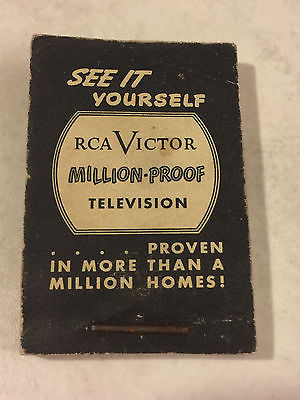 SEE IT
YOURSELF
RCA VICTOR
MILLION-PROOF
TELEVISION
. . . . PROVEN
IN MORE THAN A
MILLION HOMES!